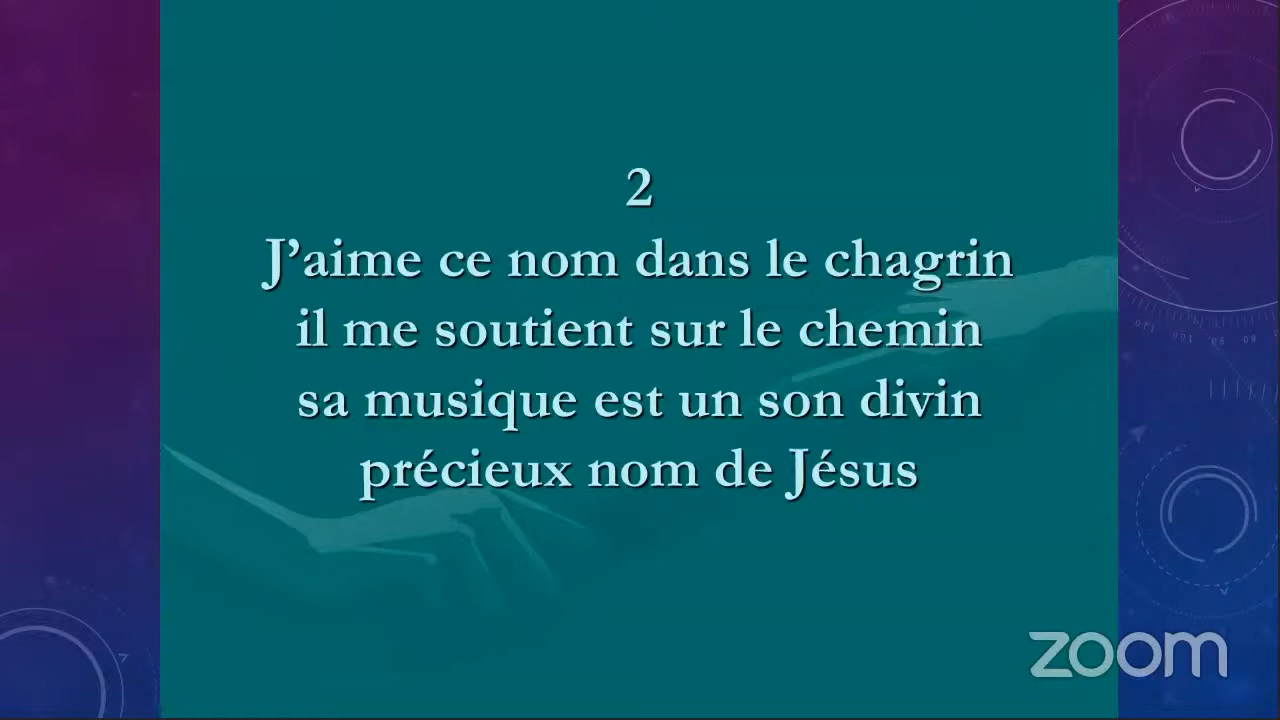 2
J’aime ce nom dans le chagrin
il me soutient sur le chemin
sa musique est un son divin
précieux nom de Jésus
zoom